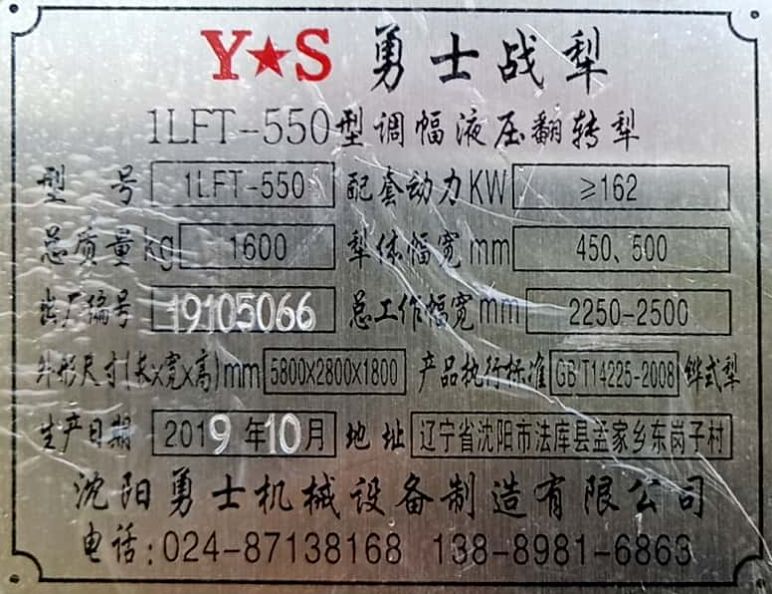 Y★S 勇士战犁
1LFT-550型调幅液压翻转犁
型号 1LFT-550 配套动力KW ≥162
总质量kg 1600 犁体幅宽mm 450、500
出厂编号 19105066 总工作幅宽mm 2250-2500
外形尺寸(长X宽X高)mm 5800X2800X1800 产品执行标准 GB/T14225-2008 铧式犁
生产日期 2019年10月 地址 辽宁省沈阳市法库县孟家乡东岗子村
沈阳勇士机械设备制造有限公司
电话:024-87138168 138-8981-6863